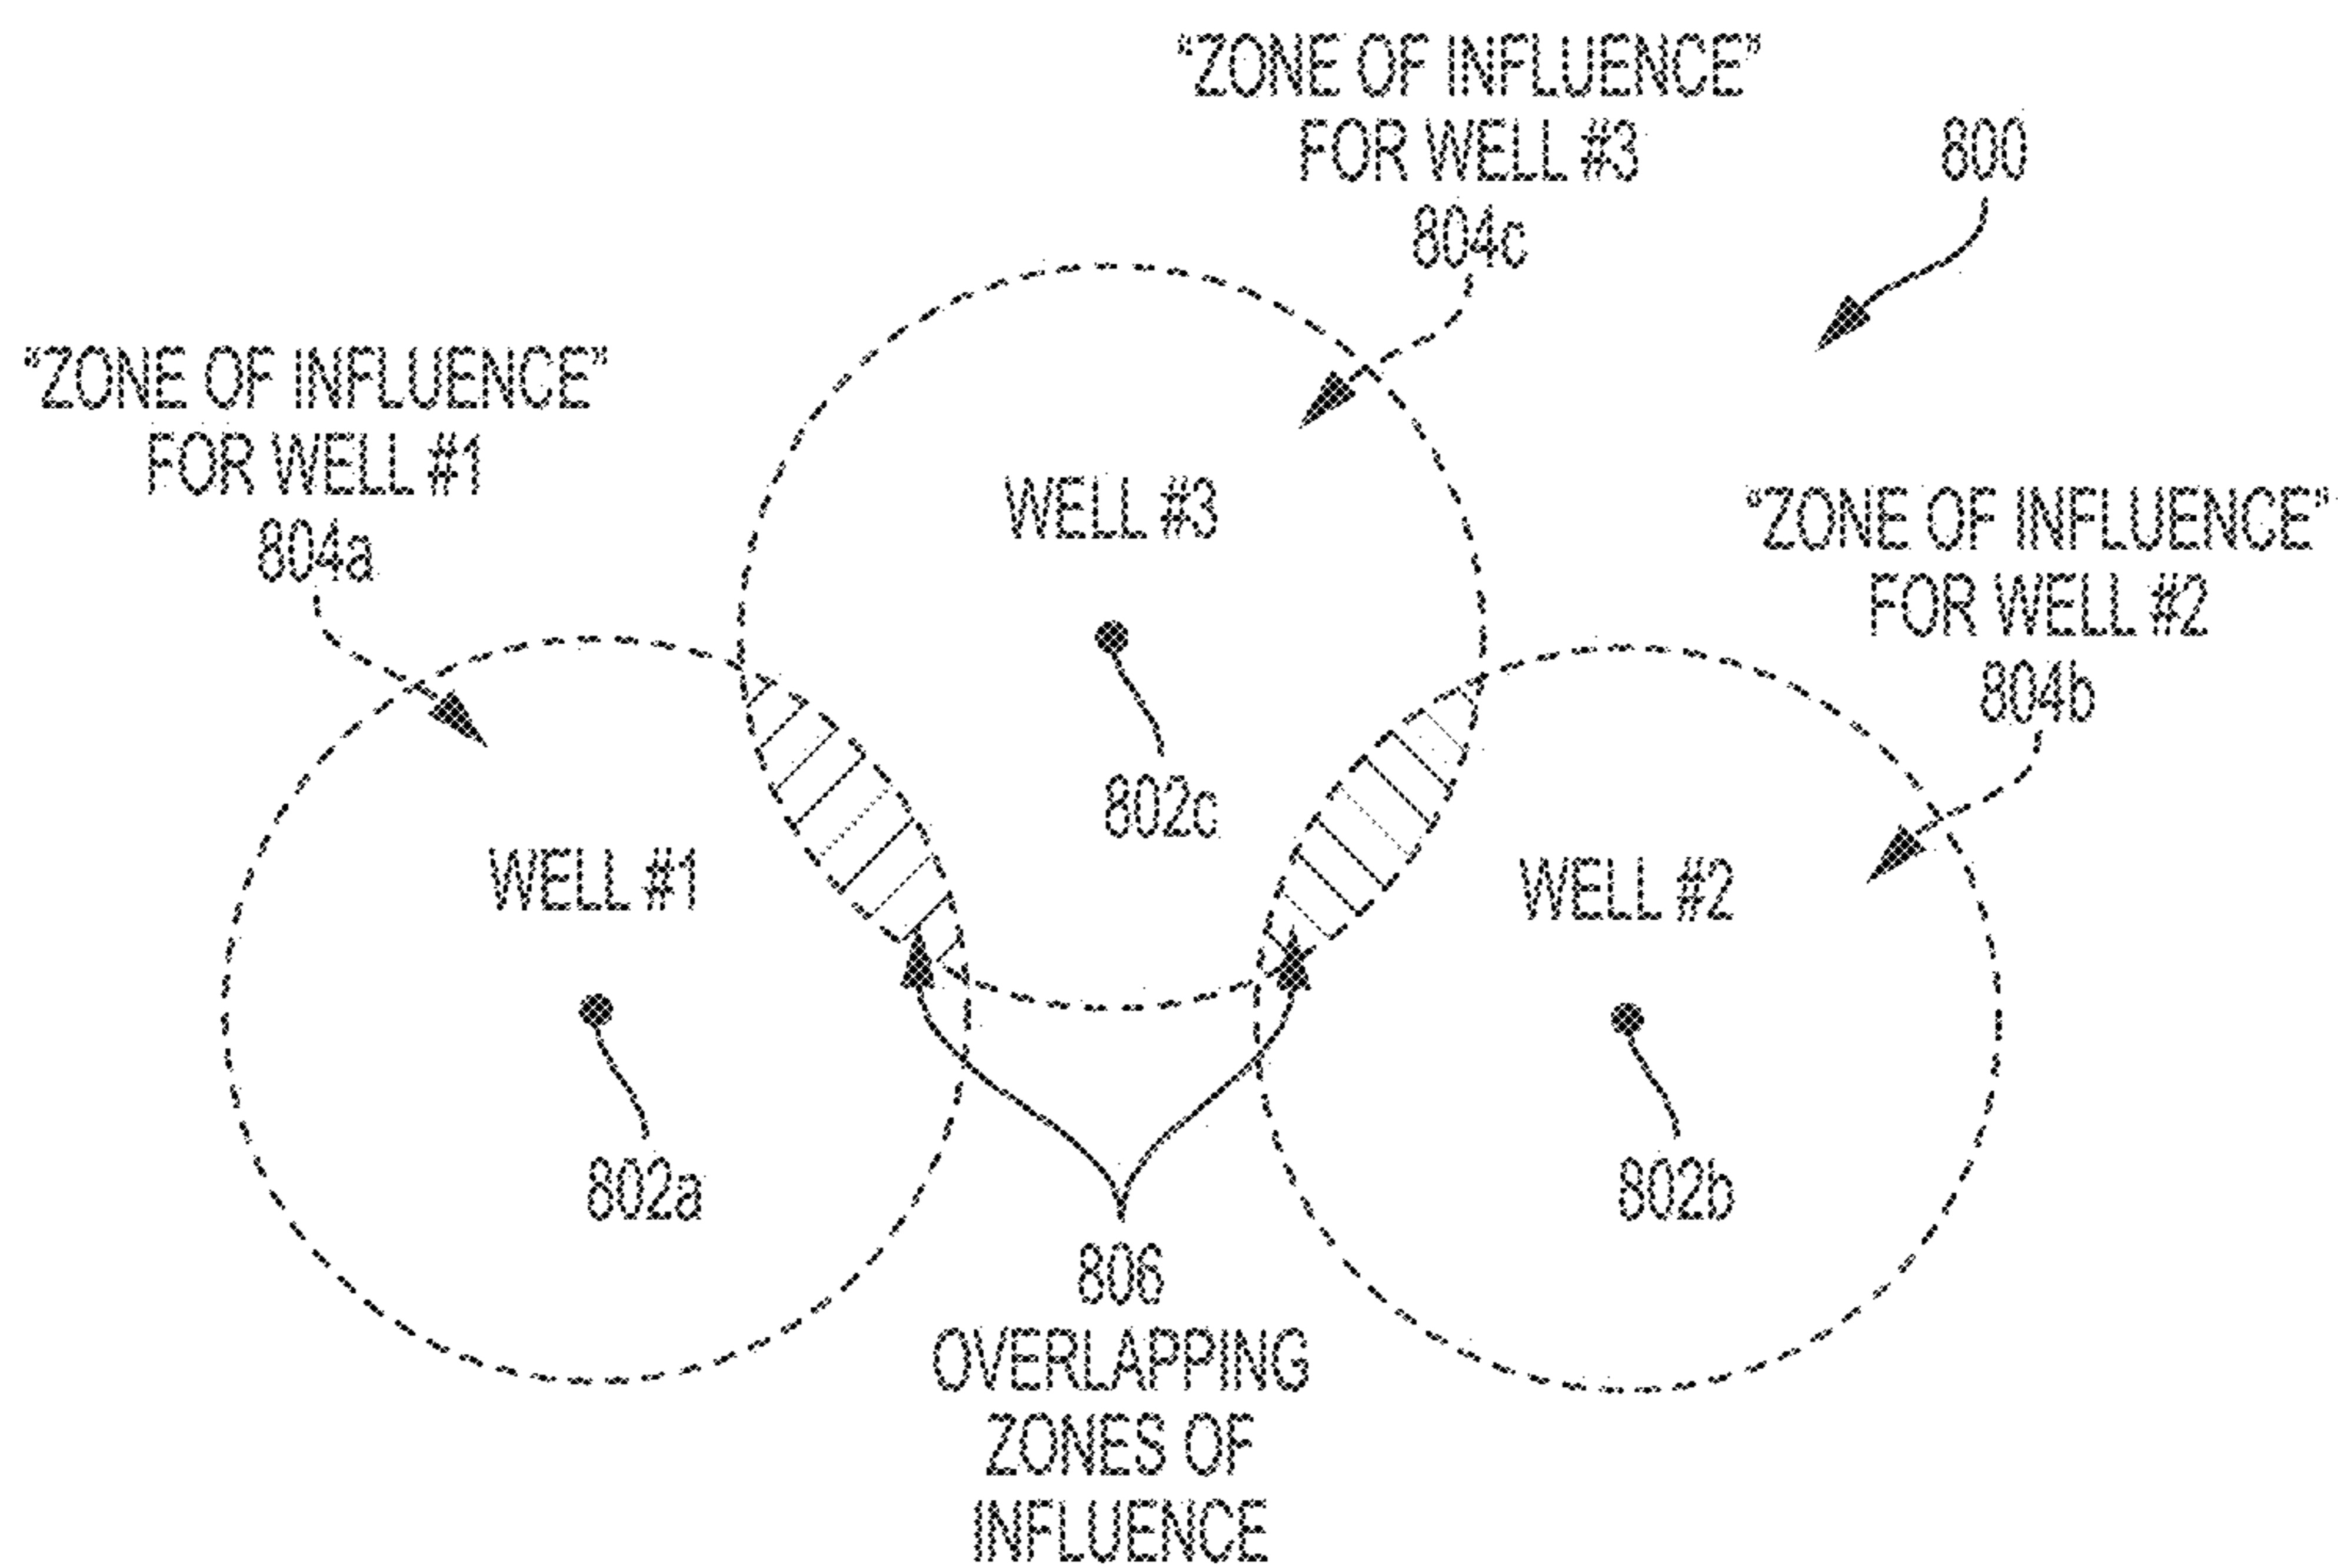 “ZONE OF INFLUENCE”
FOR WELL #3
804c
800
“ZONE OF INFLUENCE”
FOR WELL #1
804a
WELL #3
“ZONE OF INFLUENCE”
FOR WELL #2
804b
802c
WELL #1
WELL #2
802a
802b
806
OVERLAPPING
ZONES OF
INFLUENCE